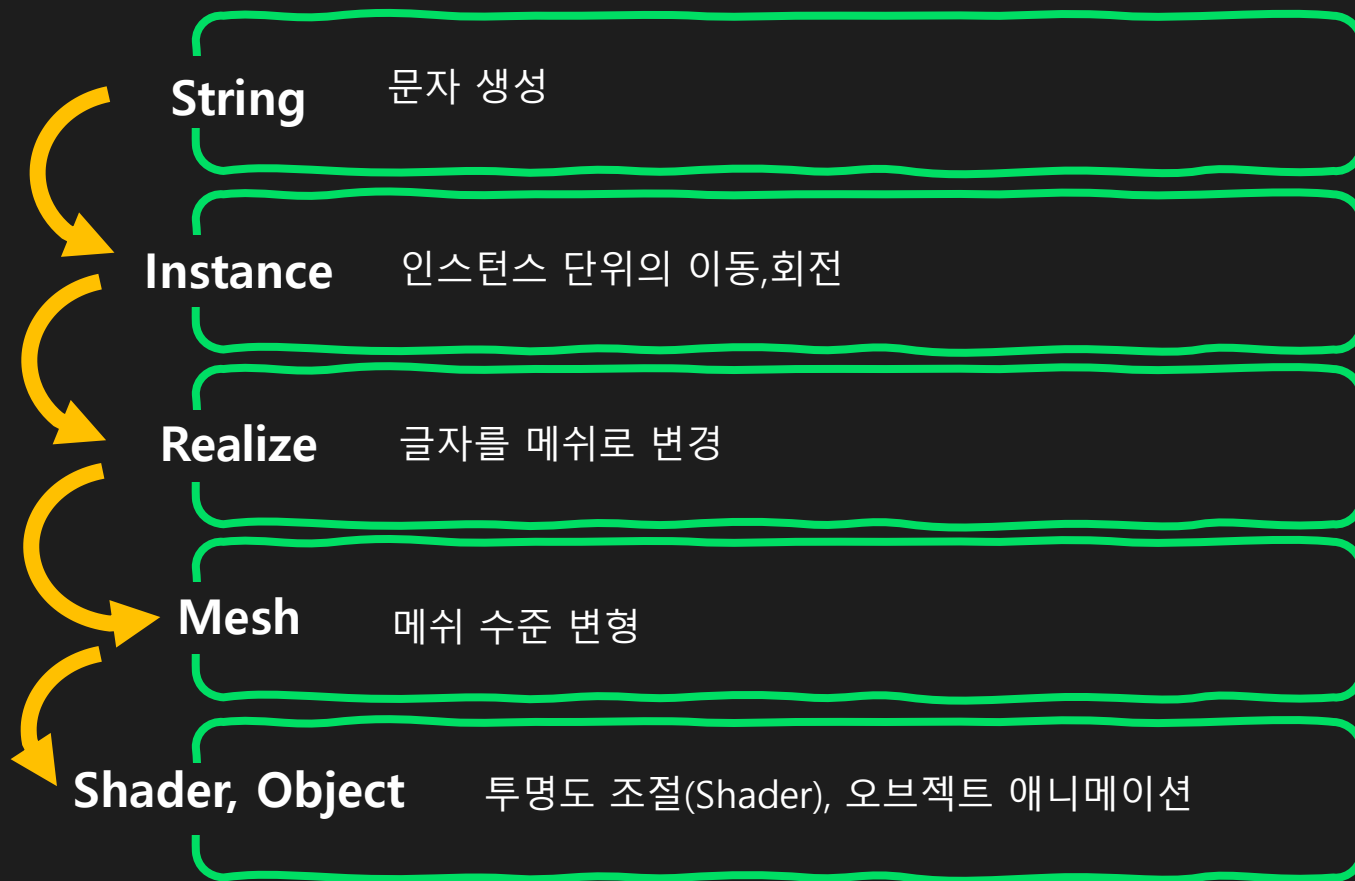 String
문자 생성
Instance
인스턴스 단위의 이동,회전
Realize
글자를 메쉬로 변경
Mesh
메쉬 수준 변형
Shader, Object
투명도 조절(Shader), 오브젝트 애니메이션